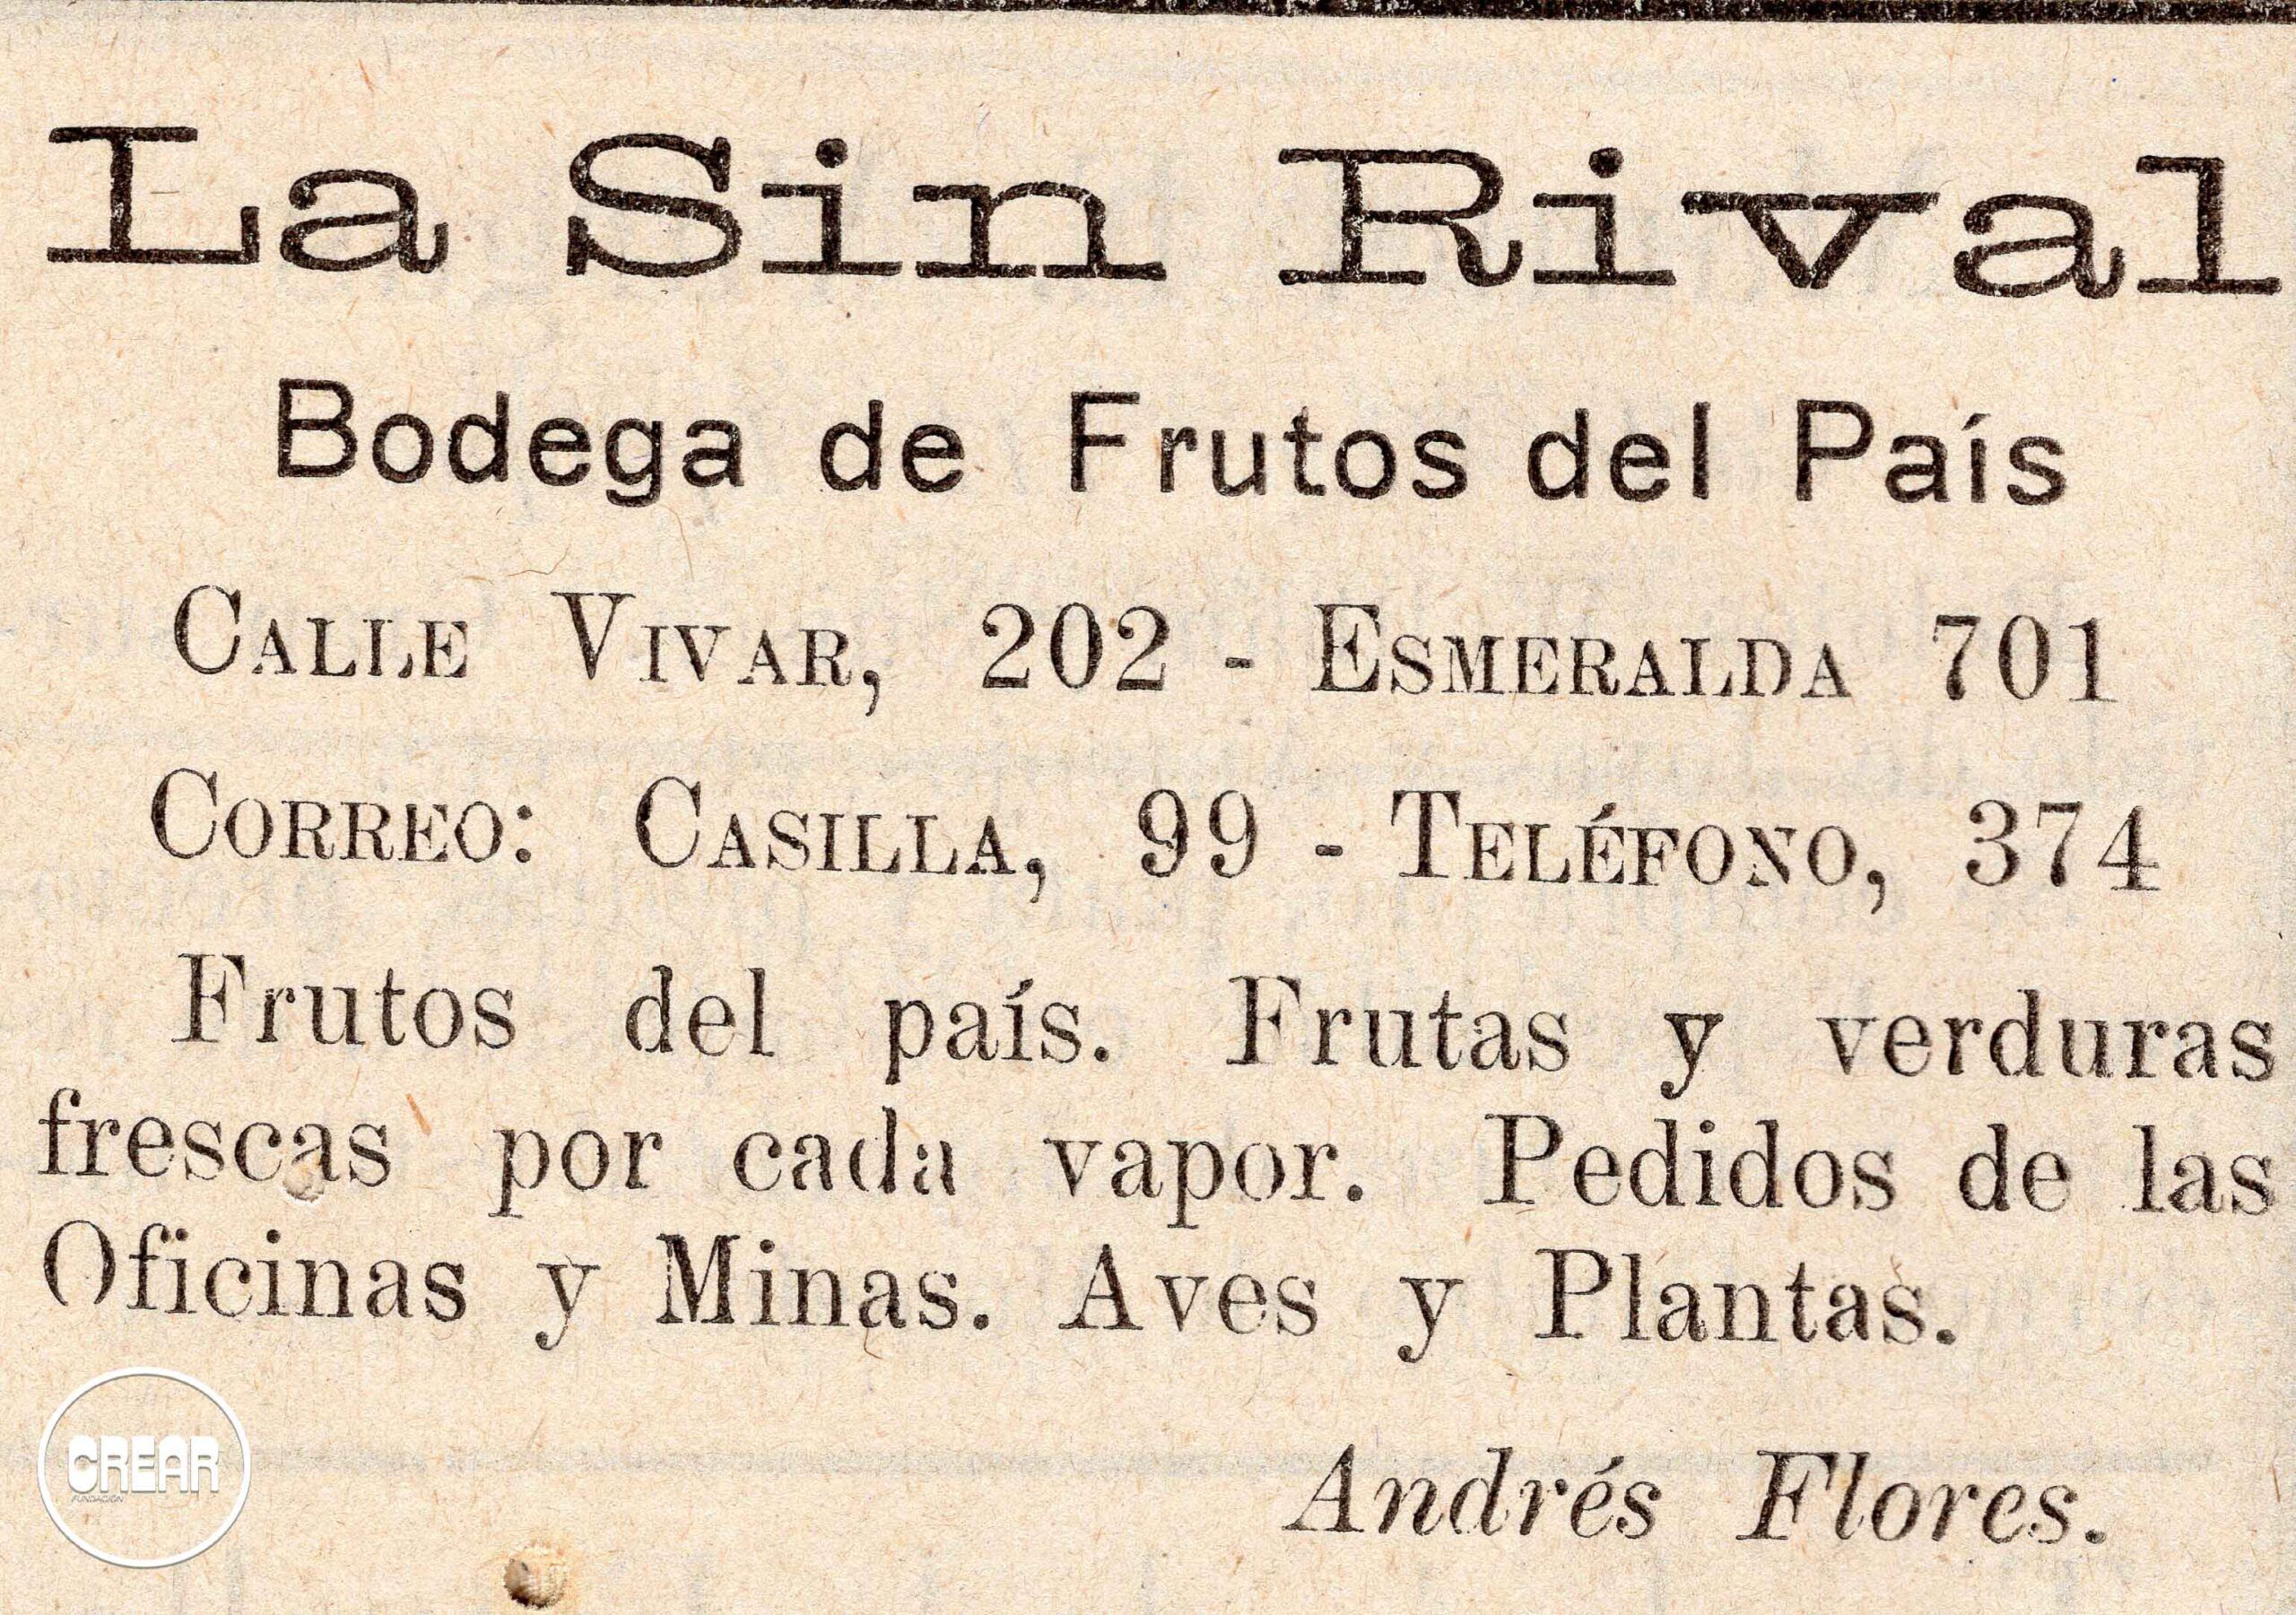 La Sin Rival
Bodega de Frutos del País
CALLE VIVAR, 202 - ESMERALDA 701
CORREO: CASILLA, 99 - TELÉFONO, 374
Frutos del país. Frutas y verduras
frescas por cada vapor. Pedidos de las
Oficinas y Minas. Aves y Plantas.
Andrés Flores.
CREAR
FUNDACIÓN